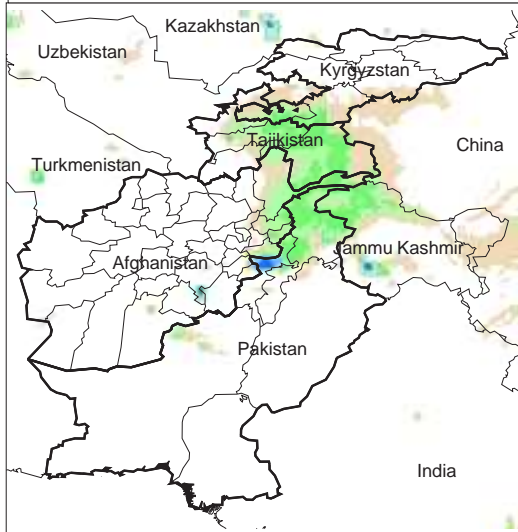 Kazakhstan
Uzbekistan
Kyrgyzstan
Tajikistan
China
Turkmenistan
Jammu Kashmir
Afghanistan
Pakistan
India